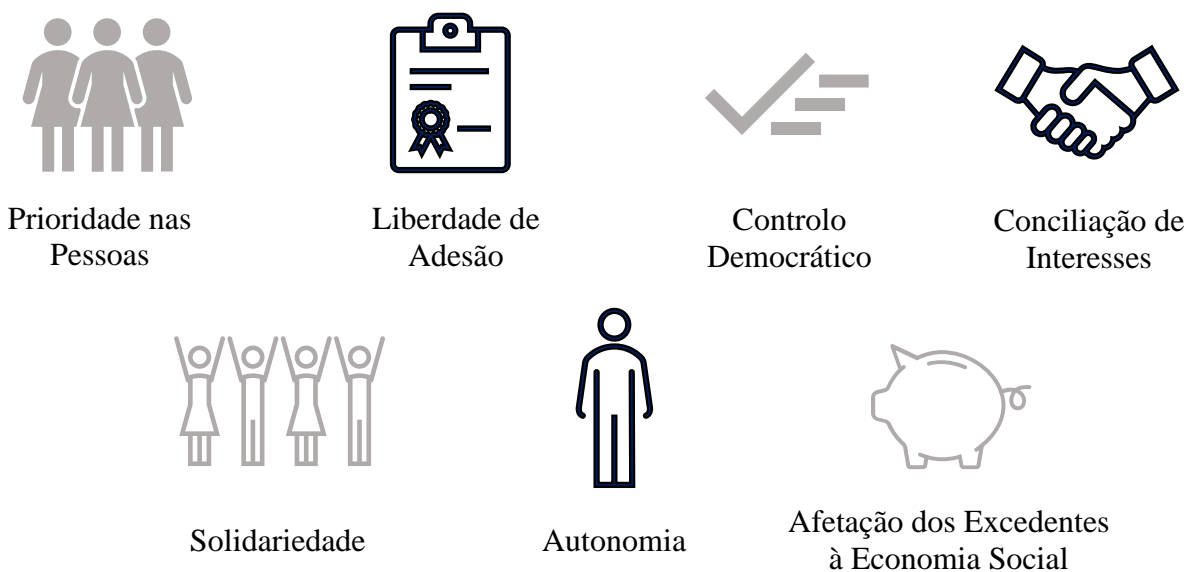 Prioridade nas
Pessoas
Liberdade de
Adesão
Controlo
Democrático
Conciliação de
Interesses
Solidariedade
Autonomia
Afetação dos Excedentes
à Economia Social